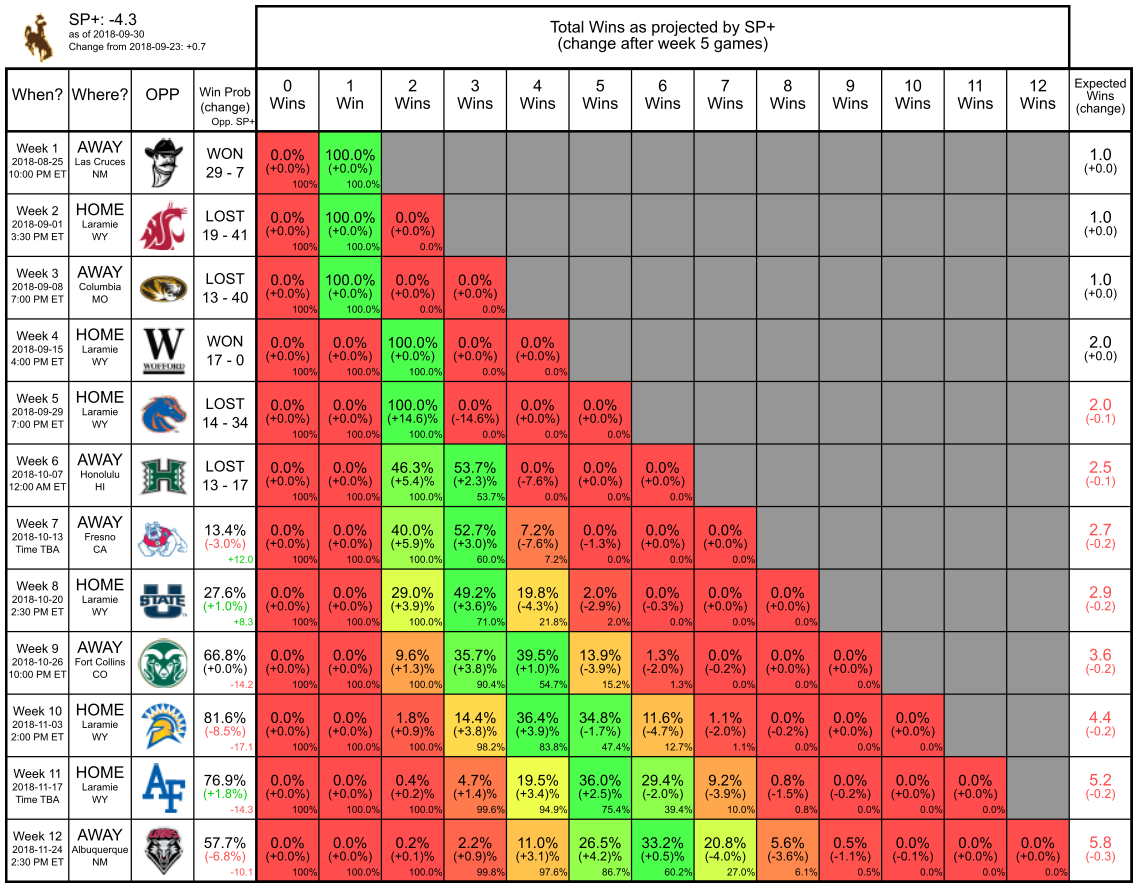 SP+: -4.3
as of 2018-09-30
Change from 2018-09-23: +0.7
Total Wins as projected by SP+
(change after week 5 games)
When? Where? OPP Win Prob (change) Opp. SP+ 0 Wins 1 Win 2 Wins 3 Wins 4 Wins 5 Wins 6 Wins 7 Wins 8 Wins 9 Wins 10 Wins 11 Wins 12 Wins Expected Wins (change)
Week 1 AWAY WON 0.0% 100.0% 1.0
2018-08-25 Las Cruces 29 - 7 (+0.0%) (+0.0%) (+0.0)
10:00 PM ET NM 100% 100.0%
Week 2 HOME LOST 0.0% 100.0% 0.0% 1.0
2018-09-01 Laramie 19 - 41 (+0.0%) (+0.0%) (+0.0%) (+0.0)
3:30 PM ET WY 100% 100.0% 0.0%
Week 3 AWAY LOST 0.0% 100.0% 0.0% 0.0% 1.0
2018-09-08 Columbia 13 - 40 (+0.0%) (+0.0%) (+0.0%) (+0.0%) (+0.0)
7:00 PM ET MO 100% 100.0% 0.0% 0.0%
Week 4 HOME W WON 0.0% 0.0% 100.0% 0.0% 0.0% 2.0
2018-09-15 Laramie 17 - 0 (+0.0%) (+0.0%) (+0.0%) (+0.0%) (+0.0%) (+0.0)
4:00 PM ET WY WOFFORD 100% 100.0% 100.0% 0.0% 0.0%
Week 5 HOME LOST 0.0% 0.0% 100.0% 0.0% 0.0% 0.0% 2.0
2018-09-29 Laramie 14 - 34 (+0.0%) (+0.0%) (+14.6)% (-14.6%) (+0.0%) (+0.0%) (-0.1)
7:00 PM ET WY 100% 100.0% 100.0% 0.0% 0.0% 0.0%
Week 6 AWAY H LOST 0.0% 0.0% 46.3% 53.7% 0.0% 0.0% 0.0% 2.5
2018-10-07 Honolulu 13 - 17 (+0.0%) (+0.0%) (+5.4)% (+2.3)% (-7.6%) (+0.0%) (+0.0%) (-0.1)
12:00 AM ET HI 100% 100.0% 100.0% 53.7% 0.0% 0.0% 0.0%
Week 7 AWAY 13.4% 0.0% 0.0% 40.0% 52.7% 7.2% 0.0% 0.0% 0.0% 2.7
2018-10-13 Fresno (-3.0%) (+0.0%) (+0.0%) (+5.9)% (+3.0)% (-7.6%) (-1.3%) (+0.0%) (+0.0%) (-0.2)
Time TBA CA +12.0 100% 100.0% 100.0% 60.0% 7.2% 0.0% 0.0% 0.0%
Week 8 HOME U STATE 27.6% 0.0% 0.0% 29.0% 49.2% 19.8% 2.0% 0.0% 0.0% 0.0% 2.9
2018-10-20 Laramie (+1.0%) (+0.0%) (+0.0%) (+3.9)% (+3.6)% (-4.3%) (-2.9%) (-0.3%) (+0.0%) (+0.0%) (-0.2)
2:30 PM ET WY +8.3 100% 100.0% 100.0% 71.0% 21.8% 2.0% 0.0% 0.0% 0.0%
Week 9 AWAY 66.8% 0.0% 0.0% 9.6% 35.7% 39.5% 13.9% 1.3% 0.0% 0.0% 0.0% 3.6
2018-10-26 Fort Collins (+0.0%) (+0.0%) (+0.0%) (+1.3)% (+3.8)% (+1.0)% (-3.9%) (-2.0%) (-0.2%) (+0.0%) (+0.0%) (-0.2)
10:00 PM ET CO -14.2 100% 100.0% 100.0% 90.4% 54.7% 15.2% 1.3% 0.0% 0.0% 0.0%
Week 10 HOME 81.6% 0.0% 0.0% 1.8% 14.4% 36.4% 34.8% 11.6% 1.1% 0.0% 0.0% 0.0% 4.4
2018-11-03 Laramie (-8.5%) (+0.0%) (+0.0%) (+0.9)% (+3.8)% (+3.9)% (-1.7%) (-4.7%) (-2.0%) (-0.2%) (+0.0%) (+0.0%) (-0.2)
2:00 PM ET WY -17.1 100% 100.0% 100.0% 98.2% 83.8% 47.4% 12.7% 1.1% 0.0% 0.0% 0.0%
Week 11 HOME AF 76.9% 0.0% 0.0% 0.4% 4.7% 19.5% 36.0% 29.4% 9.2% 0.8% 0.0% 0.0% 0.0% 5.2
2018-11-17 Laramie (+1.8%) (+0.0%) (+0.0%) (+0.2)% (+1.4)% (+3.4)% (+2.5)% (-2.0%) (-3.9%) (-1.5%) (-0.2%) (+0.0%) (+0.0%) (-0.2)
Time TBA WY -14.3 100% 100.0% 100.0% 99.6% 94.9% 75.4% 39.4% 10.0% 0.8% 0.0% 0.0% 0.0%
Week 12 AWAY 57.7% 0.0% 0.0% 0.2% 2.2% 11.0% 26.5% 33.2% 20.8% 5.6% 0.5% 0.0% 0.0% 0.0% 5.8
2018-11-24 Albuquerque (-6.8%) (+0.0%) (+0.0%) (+0.1)% (+0.9)% (+3.1)% (+4.2)% (+0.5)% (-4.0%) (-3.6%) (-1.1%) (-0.1%) (+0.0%) (+0.0%) (-0.3)
2:30 PM ET NM -10.1 100% 100.0% 100.0% 99.8% 97.6% 86.7% 60.2% 27.0% 6.1% 0.5% 0.0% 0.0% 0.0%